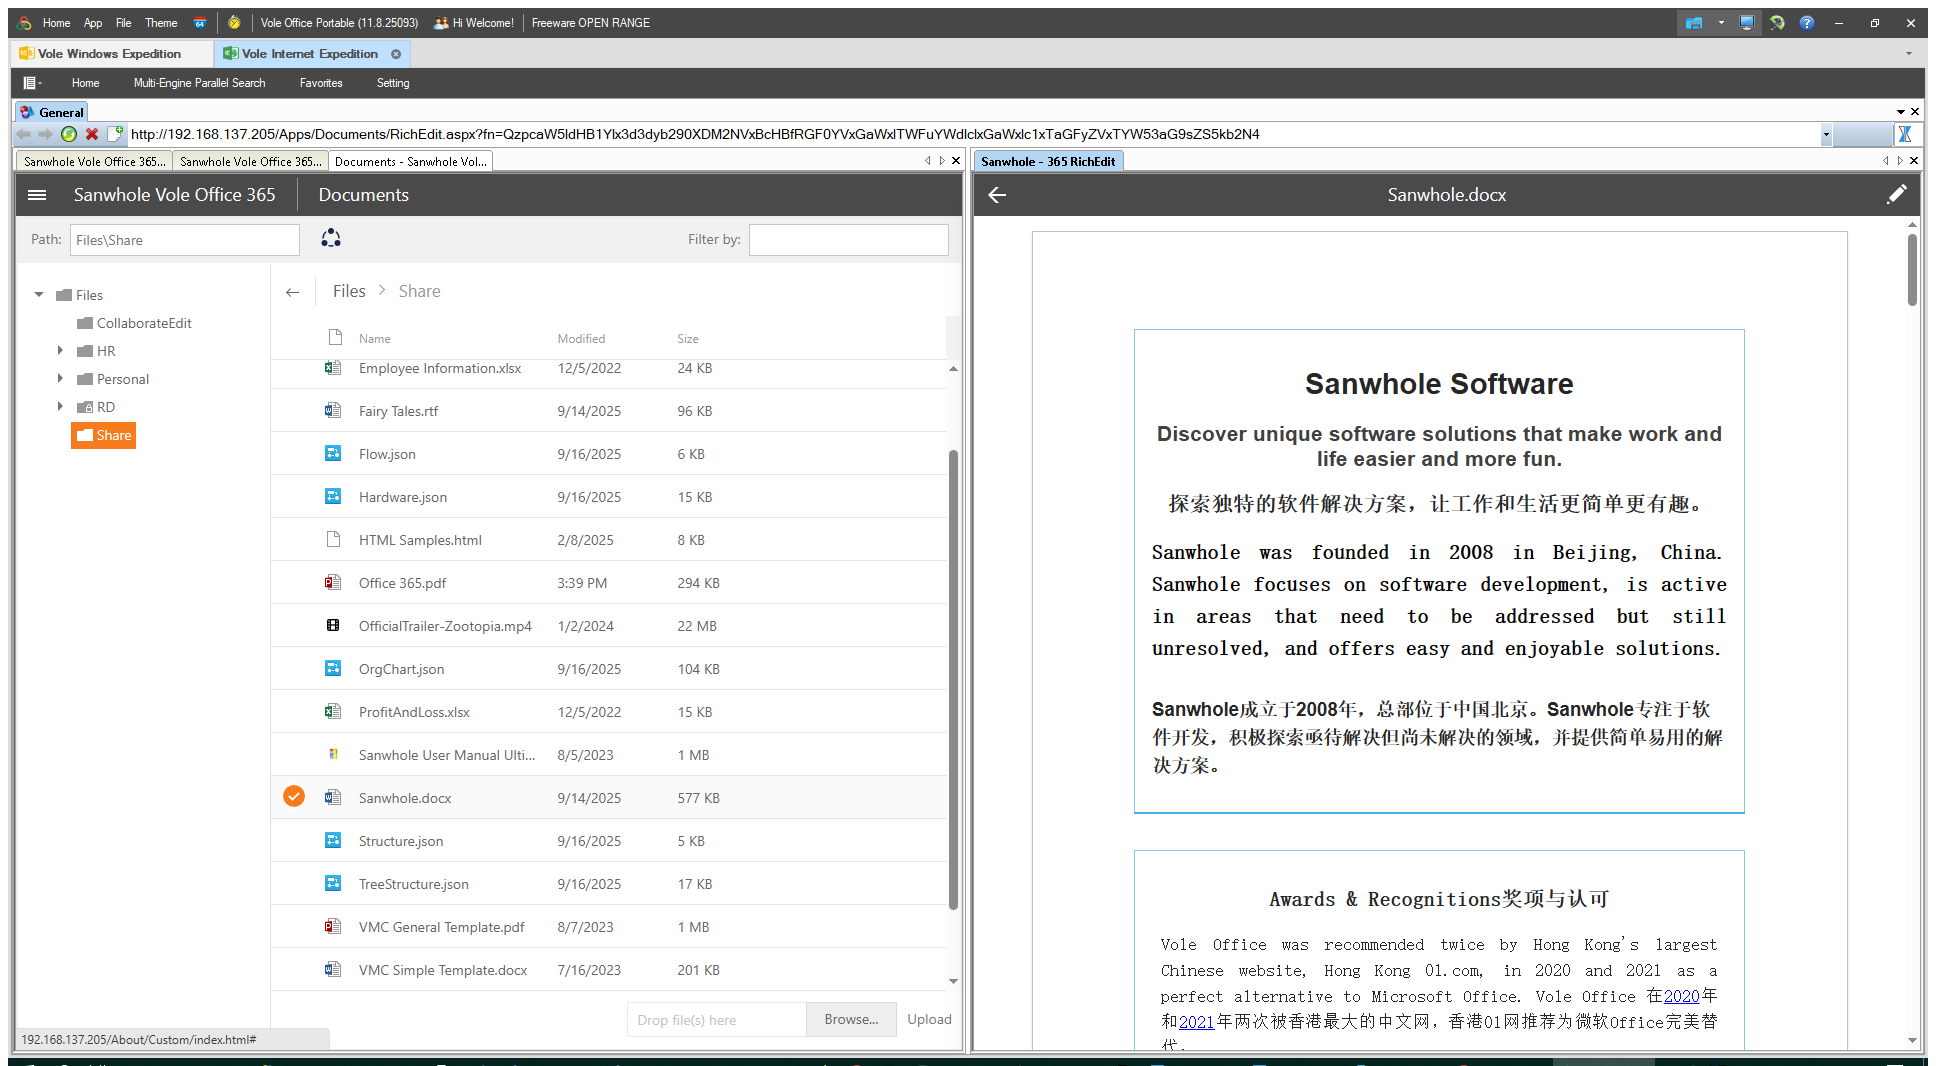 Home App File Theme 64 Vole Office Portable (11.8.25093) Hi Welcome! Freeware OPEN RANGE
Vole Windows Expedition Vole Internet Expedition
Home Multi-Engine Parallel Search Favorites Setting
General
Sanwhole Vole Office 365... Sanwhole Vole Office 365... Documents - Sanwhole Vol...
Sanwhole Vole Office 365 Documents
Path: Files\Share Filter by:
Files
CollaborateEdit
HR
Personal
RD
Share
Files > Share
Name Modified Size
Employee Information.xlsx 12/5/2022 24 KB
Fairy Tales.rtf 9/14/2025 96 KB
Flow.json 9/16/2025 6 KB
Hardware.json 9/16/2025 15 KB
HTML Samples.html 2/8/2025 8 KB
Office 365.pdf 3:39 PM 294 KB
OfficialTrailer-Zootopia.mp4 1/2/2024 22 MB
OrgChart.json 9/16/2025 104 KB
ProfitAndLoss.xlsx 12/5/2022 15 KB
Sanwhole User Manual Ulti... 8/5/2023 1 MB
Sanwhole.docx 9/14/2025 577 KB
Structure.json 9/16/2025 5 KB
TreeStructure.json 9/16/2025 17 KB
VMC General Template.pdf 8/7/2023 1 MB
VMC Simple Template.docx 7/16/2023 201 KB
Drop file(s) here Browse... Upload
192.168.137.205/About/Custom/index.html#
Sanwhole - 365 RichEdit
Sanwhole.docx
Sanwhole Software
Discover unique software solutions that make work and
life easier and more fun.
探索独特的软件解决方案，让工作和生活更简单更有趣。
Sanwhole was founded in 2008 in Beijing, China.
Sanwhole focuses on software development, is active
in areas that need to be addressed but still
unresolved, and offers easy and enjoyable solutions.
Sanwhole成立于2008年，总部位于中国北京。Sanwhole专注于软
件开发，积极探索亟待解决但尚未解决的领域，并提供简单易用的解
决方案。
Awards & Recognitions奖项与认可
Vole Office was recommended twice by Hong Kong's largest
Chinese website, Hong Kong 01.com, in 2020 and 2021 as a
perfect alternative to Microsoft Office. Vole Office 在2020年
和2021年两次被香港最大的中文网，香港01网推荐为微软Office完美替
代.